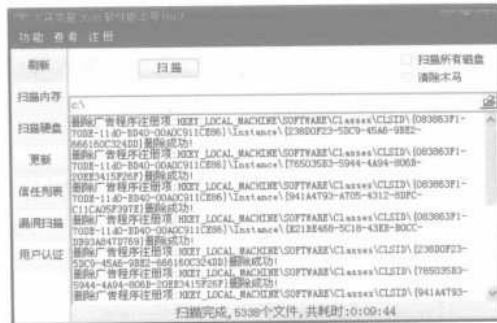 功能 查看 注册
刷新
扫描
扫描所有磁盘
清除木马
扫描内存
扫描硬盘
更新
信任列表
漏洞扫描
用户认证
c:\
删除广告程序注册项:HKEY_LOCAL_MACHINE\SOFTWARE\Classes\CLSID\{083863F1-
70DE-11d0-BD40-00A0C911CE86}\Instance\{238D0F23-5DC9-45A6-9BE2-
666160C324DD}删除成功!
删除广告程序注册项:HKEY_LOCAL_MACHINE\SOFTWARE\Classes\CLSID\{083863F1-
70DE-11d0-BD40-00A0C911CE86}\Instance\{765035B3-5944-4A94-806B-
20EE3415F26F}删除成功!
删除广告程序注册项:HKEY_LOCAL_MACHINE\SOFTWARE\Classes\CLSID\{083863F1-
70DE-11d0-BD40-00A0C911CE86}\Instance\{941A4793-A705-4312-8DFC-
C11CA05F397E}删除成功!
删除广告程序注册项:HKEY_LOCAL_MACHINE\SOFTWARE\Classes\CLSID\{083863F1-
70DE-11d0-BD40-00A0C911CE86}\Instance\{E21BE468-5C18-43EB-B0CC-
DB93A847D769}删除成功!
删除广告程序注册项:HKEY_LOCAL_MACHINE\SOFTWARE\Classes\CLSID\{238D0F23-
5DC9-45A6-9BE2-666160C324DD}删除成功!
删除广告程序注册项:HKEY_LOCAL_MACHINE\SOFTWARE\Classes\CLSID\{765035B3-
5944-4A94-806B-20EE3415F26F}删除成功!
删除广告程序注册项:HKEY_LOCAL_MACHINE\SOFTWARE\Classes\CLSID\{941A4793-
扫描完成,5338个文件,共耗时:0:09:44